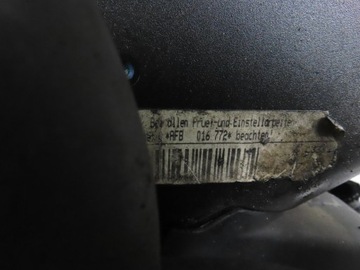 Bei allen Prüf-und Einstellarbeiten
*AFB 016 772* beachten!